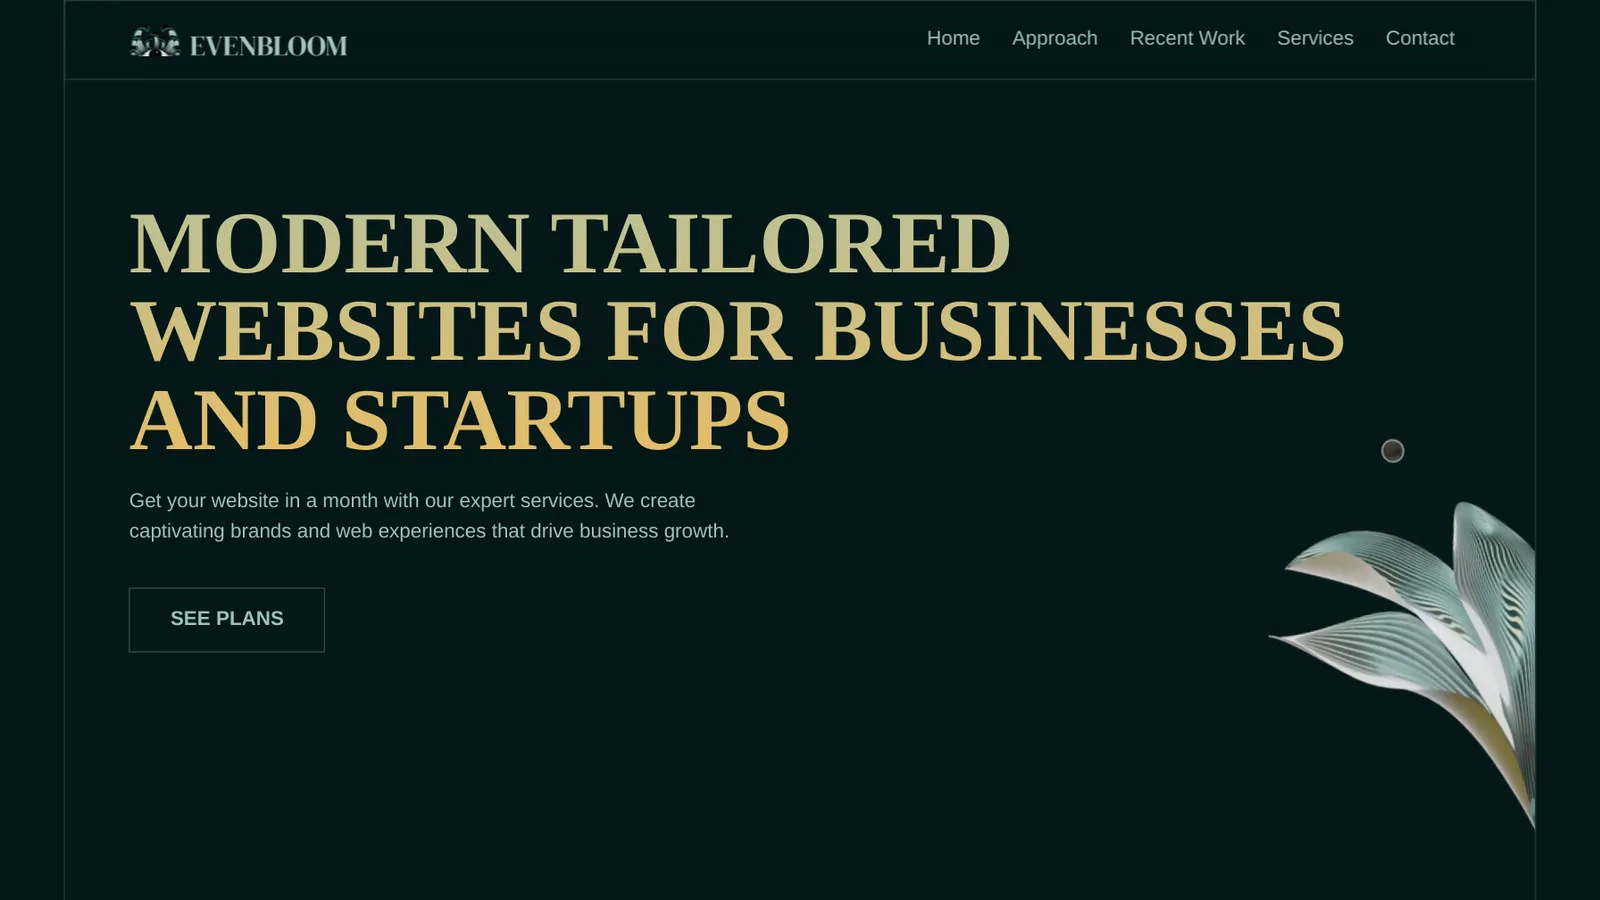 EVENBLOOM
Home Approach Recent Work Services Contact
MODERN TAILORED
WEBSITES FOR BUSINESSES
AND STARTUPS
Get your website in a month with our expert services. We create
captivating brands and web experiences that drive business growth.
SEE PLANS